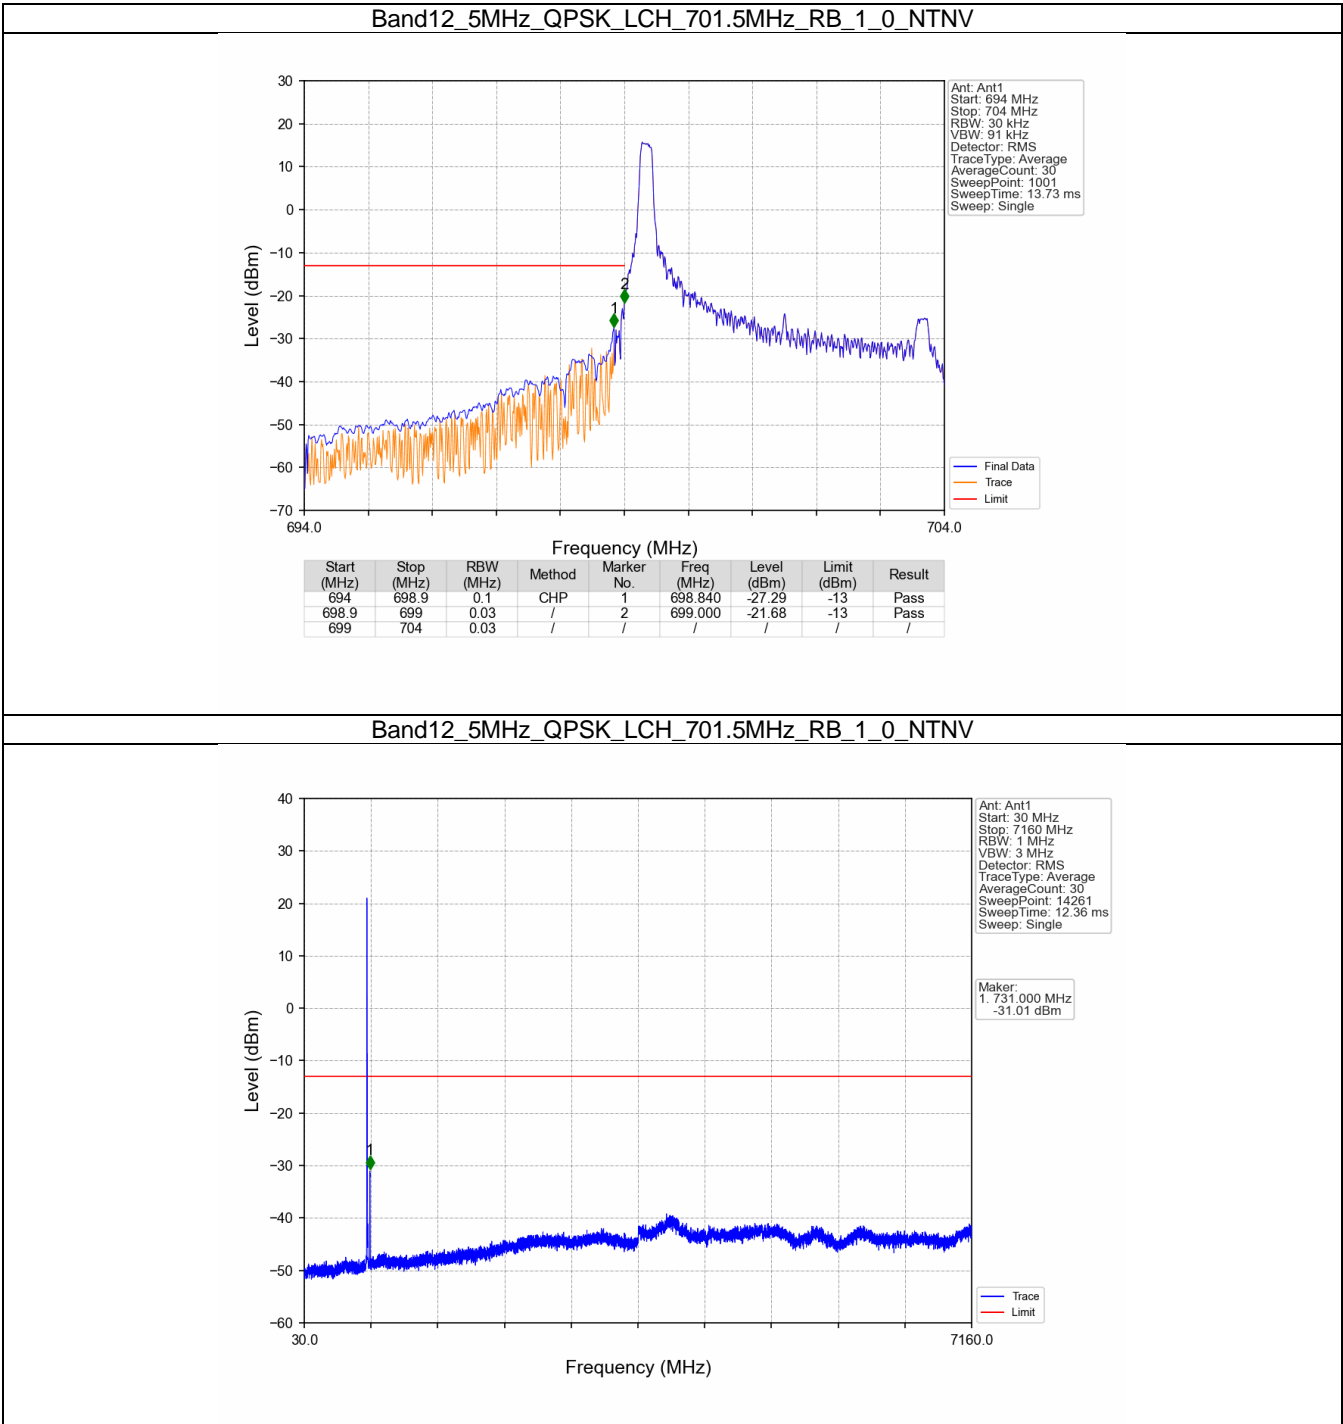 Band12_5MHz_QPSK_LCH_701.5MHz_RB_1_0_NTNV
30
20
10
0
−10
−20
−30
−40
−50
−60
−70
Level (dBm)
1
2
694.0
704.0
Frequency (MHz)
Ant: Ant1
Start: 694 MHz
Stop: 704 MHz
RBW: 30 kHz
VBW: 91 kHz
Detector: RMS
TraceType: Average
AverageCount: 30
SweepPoint: 1001
SweepTime: 13.73 ms
Sweep: Single
Final Data
Trace
Limit
Start (MHz) Stop (MHz) RBW (MHz) Method Marker No. Freq (MHz) Level (dBm) Limit (dBm) Result
694 698.9 0.1 CHP 1 698.840 -27.29 -13 Pass
698.9 699 0.03 / 2 699.000 -21.68 -13 Pass
699 704 0.03 / / / / / /
Band12_5MHz_QPSK_LCH_701.5MHz_RB_1_0_NTNV
40
30
20
10
0
−10
−20
−30
−40
−50
−60
Level (dBm)
1
30.0
7160.0
Frequency (MHz)
Ant: Ant1
Start: 30 MHz
Stop: 7160 MHz
RBW: 1 MHz
VBW: 3 MHz
Detector: RMS
TraceType: Average
AverageCount: 30
SweepPoint: 14261
SweepTime: 12.36 ms
Sweep: Single
Maker:
1. 731.000 MHz
-31.01 dBm
Trace
Limit